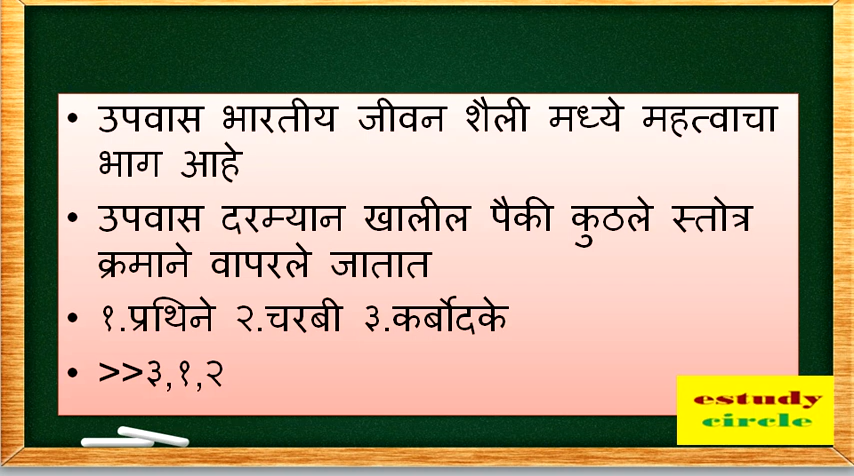 • उपवास भारतीय जीवन शैली मध्ये महत्वाचा
भाग आहे
• उपवास दरम्यान खालील पैकी कुठले स्तोत्र
क्रमाने वापरले जातात
• १.प्रथिने २.चरबी ३.कर्बोदके
• >>३,१,२
estudy
circle